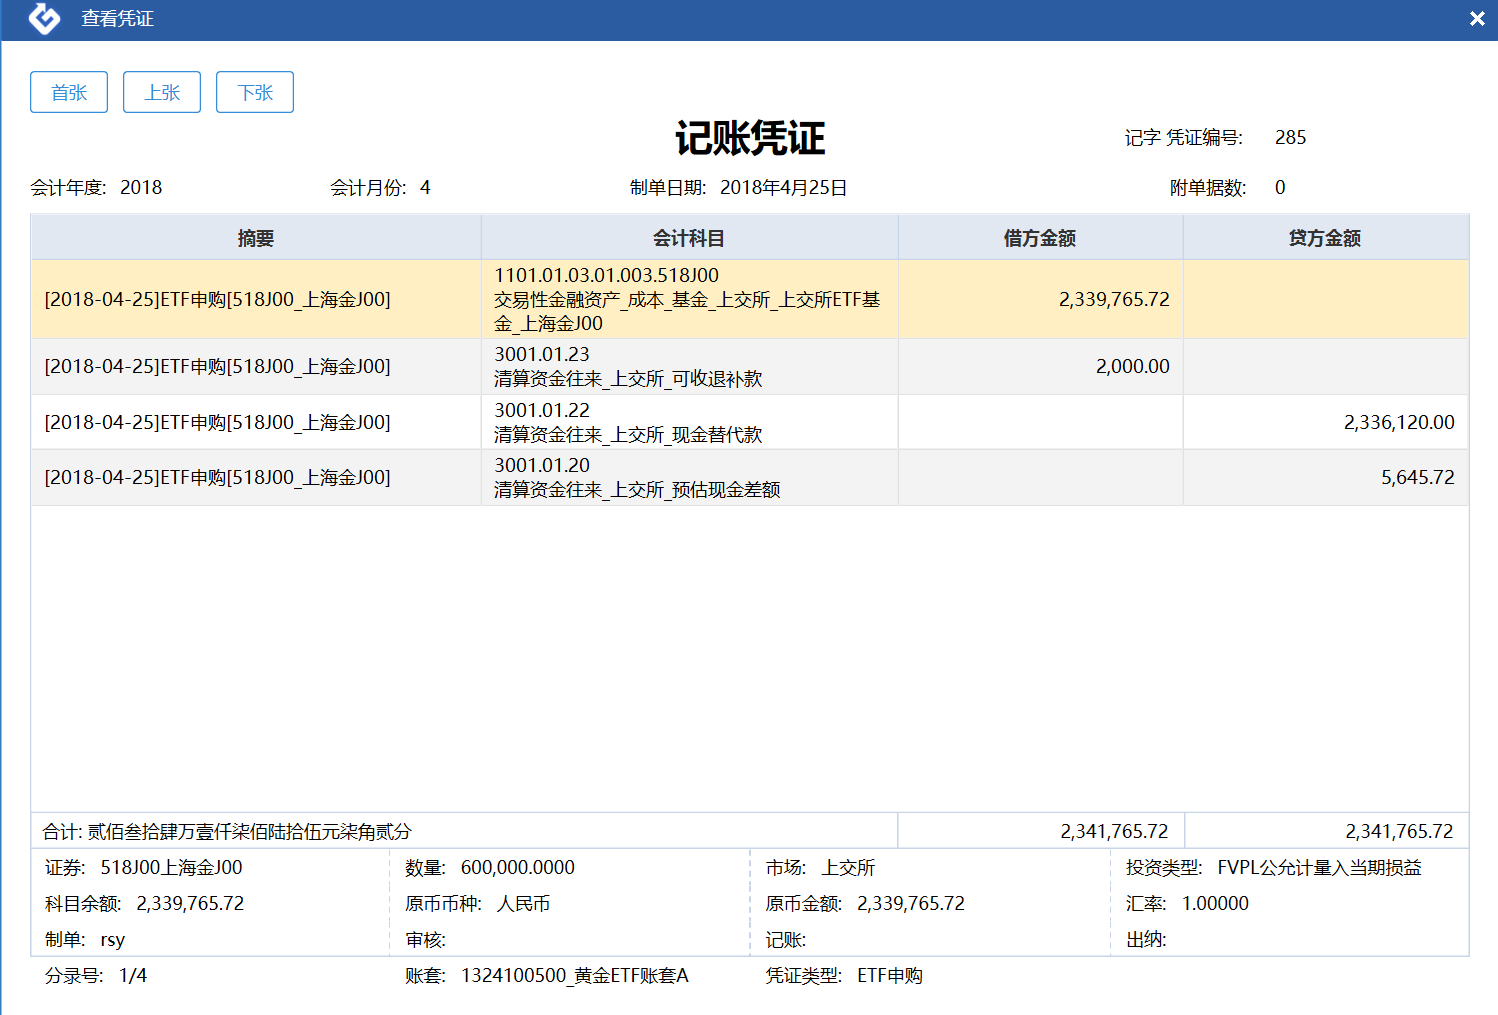 查看凭证
首张 上张 下张
记账凭证
记字 凭证编号: 285
会计年度: 2018 会计月份: 4 制单日期: 2018年4月25日 附单据数: 0
摘要 会计科目 借方金额 贷方金额
[2018-04-25]ETF申购[518J00_上海金J00]
1101.01.03.01.003.518J00
交易性金融资产_成本_基金_上交所_上交所ETF基
金_上海金J00
2,339,765.72
[2018-04-25]ETF申购[518J00_上海金J00]
3001.01.23
清算资金往来_上交所_可收退补款
2,000.00
[2018-04-25]ETF申购[518J00_上海金J00]
3001.01.22
清算资金往来_上交所_现金替代款
2,336,120.00
[2018-04-25]ETF申购[518J00_上海金J00]
3001.01.20
清算资金往来_上交所_预估现金差额
5,645.72
合计: 贰佰叁拾肆万壹仟柒佰陆拾伍元柒角贰分 2,341,765.72 2,341,765.72
证券: 518J00上海金J00 数量: 600,000.0000 市场: 上交所 投资类型: FVPL公允计量入当期损益
科目余额: 2,339,765.72 原币币种: 人民币 原币金额: 2,339,765.72 汇率: 1.00000
制单: rsy 审核: 记账: 出纳:
分录号: 1/4 账套: 1324100500_黄金ETF账套A 凭证类型: ETF申购